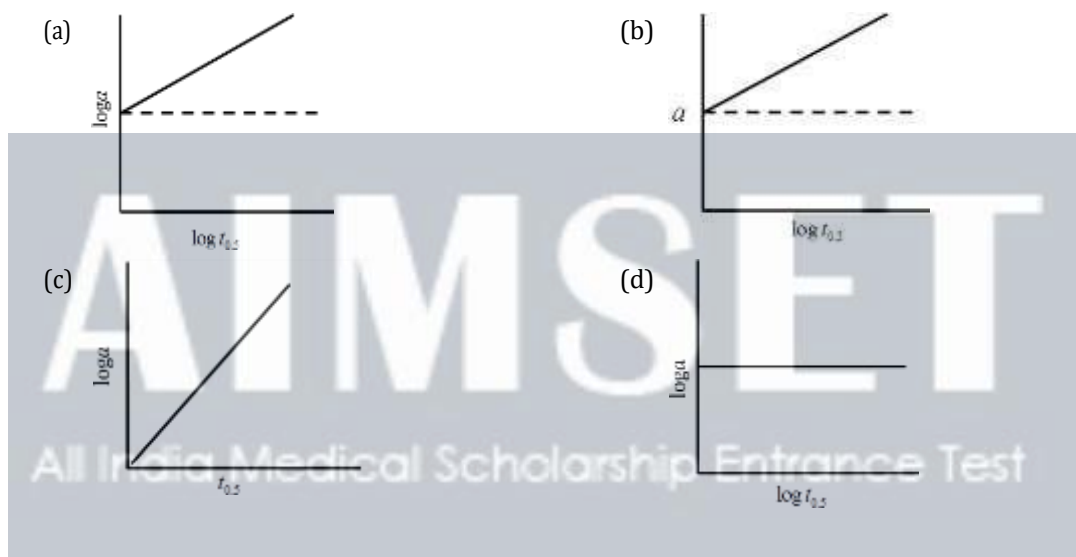 (a) (b)
loga a
log t0.5 log t0.5
(c) (d)
loga loga
t0.5 log t0.5
AIMSET
All India Medical Scholarship Entrance Test